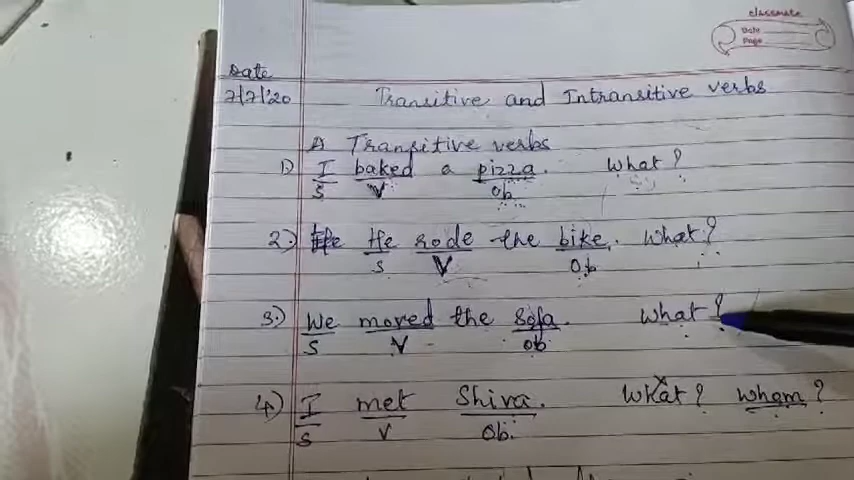 classmate
Date
Page
Date
7/7/'20 Transitive and Intransitive verbs
A Transitive verbs
1) I baked a pizza. What?
S V Ob
2.) He rode the bike. What?
S V Ob
3.) We moved the sofa. What?
S V Ob
4.) I met Shiva. What? Whom?
S V Ob.